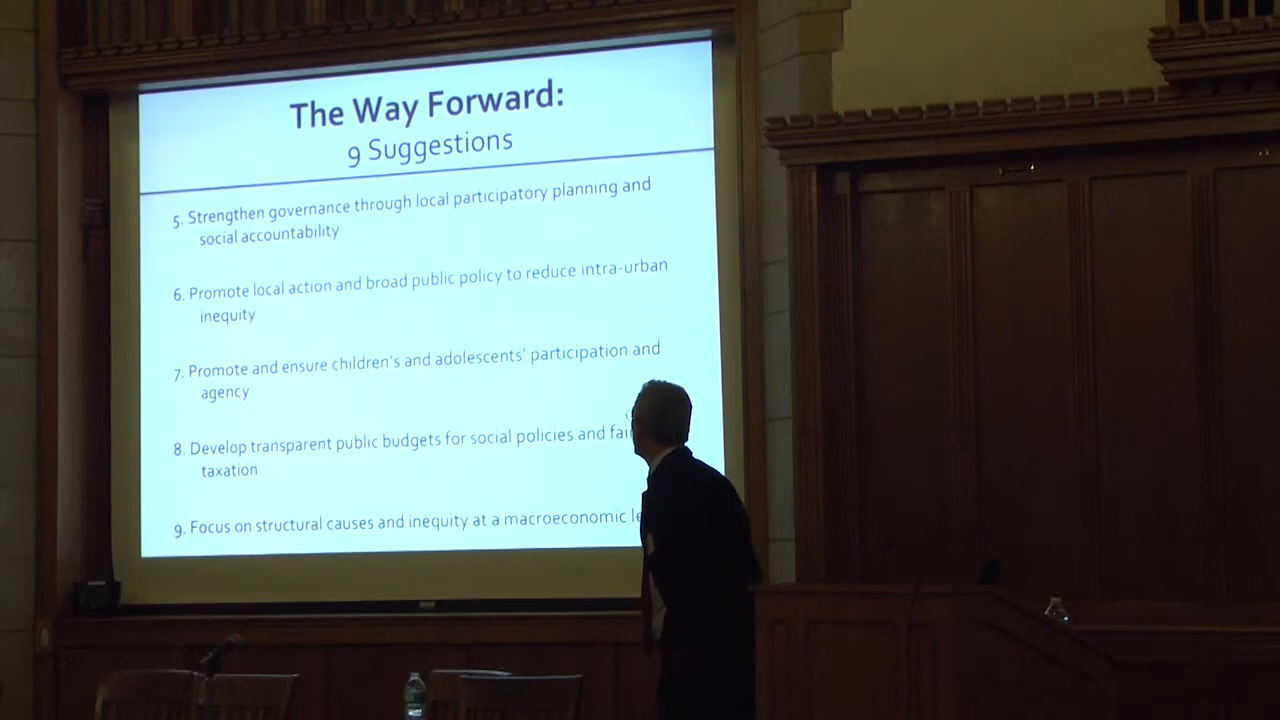 The Way Forward:
9 Suggestions
5. Strengthen governance through local participatory planning and
social accountability
6. Promote local action and broad public policy to reduce intra-urban
inequity
7. Promote and ensure children's and adolescents' participation and
agency
8. Develop transparent public budgets for social policies and
taxation
9. Focus on structural causes and inequity at a macroeconomic